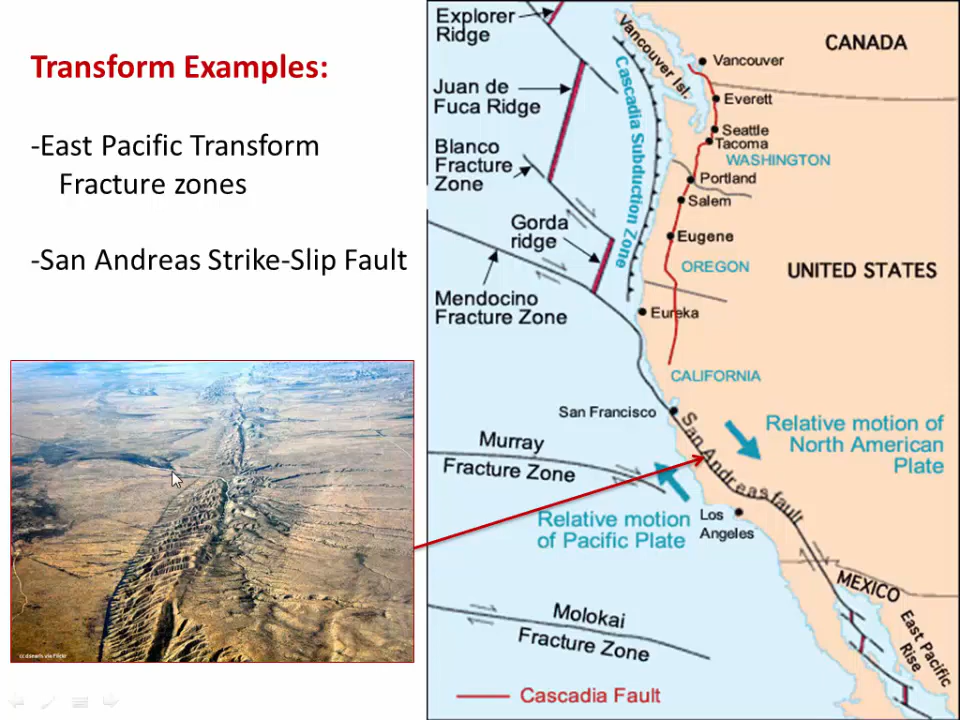 Transform Examples:
-East Pacific Transform
Fracture zones
-San Andreas Strike-Slip Fault
Explorer
Ridge
Vancouver Isl.
CANADA
Vancouver
Juan de
Fuca Ridge
Cascadia Subduction Zone
Everett
Seattle
Tacoma
WASHINGTON
Blanco
Fracture
Zone
Portland
Salem
Gorda
ridge
Eugene
OREGON
UNITED STATES
Mendocino
Fracture Zone
Eureka
CALIFORNIA
San Francisco
San Andreas fault
Relative motion of
North American
Plate
Murray
Fracture Zone
Relative motion
of Pacific Plate
Los
Angeles
MEXICO
East Pacific
Rise
Molokai
Fracture Zone
Cascadia Fault